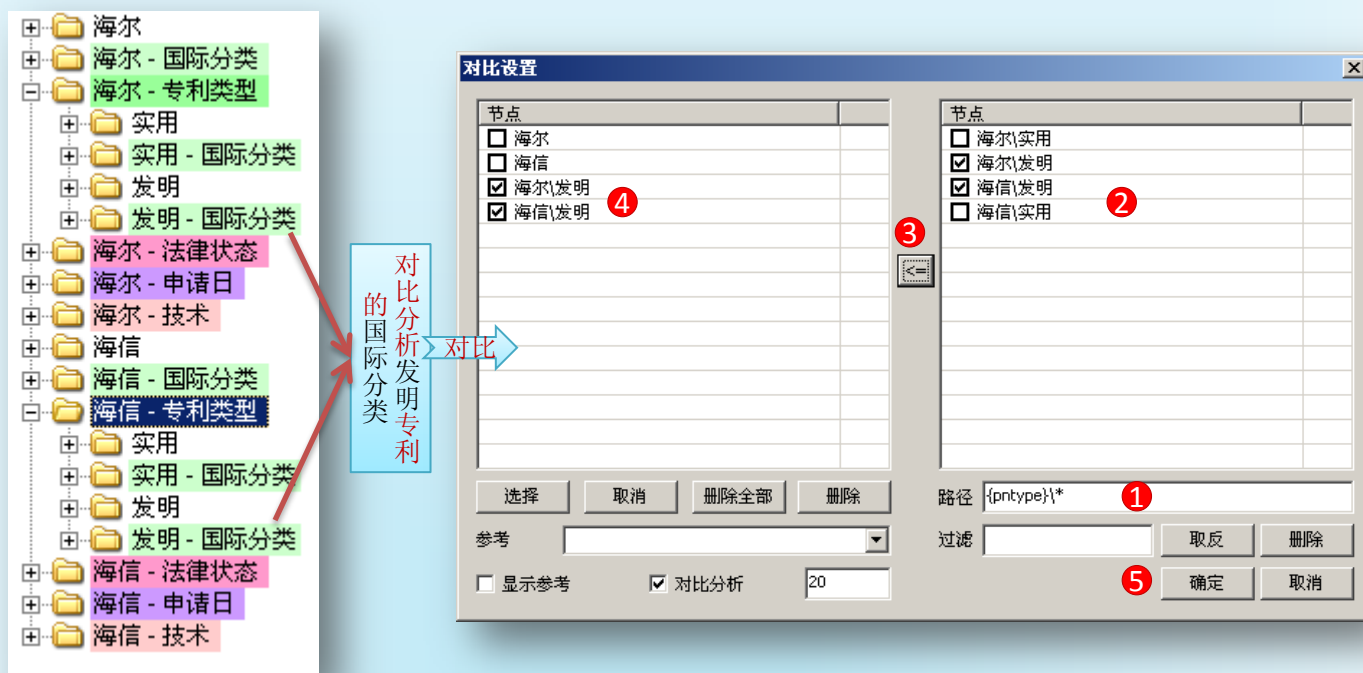 海尔
海尔 - 国际分类
海尔 - 专利类型
实用
实用 - 国际分类
发明
发明 - 国际分类
海尔 - 法律状态
海尔 - 申请日
海尔 - 技术
海信
海信 - 国际分类
海信 - 专利类型
实用
实用 - 国际分类
发明
发明 - 国际分类
海信 - 法律状态
海信 - 申请日
海信 - 技术
对比分析发明专利
的国际分类
对比
对比设置
节点
海尔
海信
海尔\发明
海信\发明
4
3
<=
节点
海尔\实用
海尔\发明
海信\发明
海信\实用
2
选择 取消 删除全部 删除
路径 {pntype}\* 1
参考
过滤 取反 删除
显示参考 对比分析 20
5 确定 取消